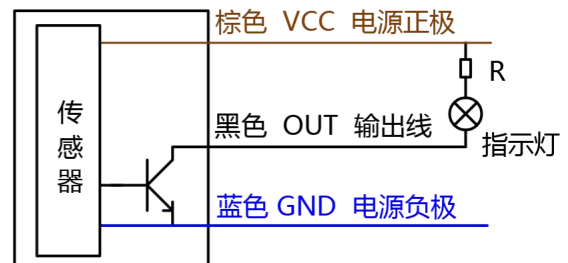 棕色 VCC 电源正极
R
传感器
黑色 OUT 输出线
指示灯
蓝色 GND 电源负极